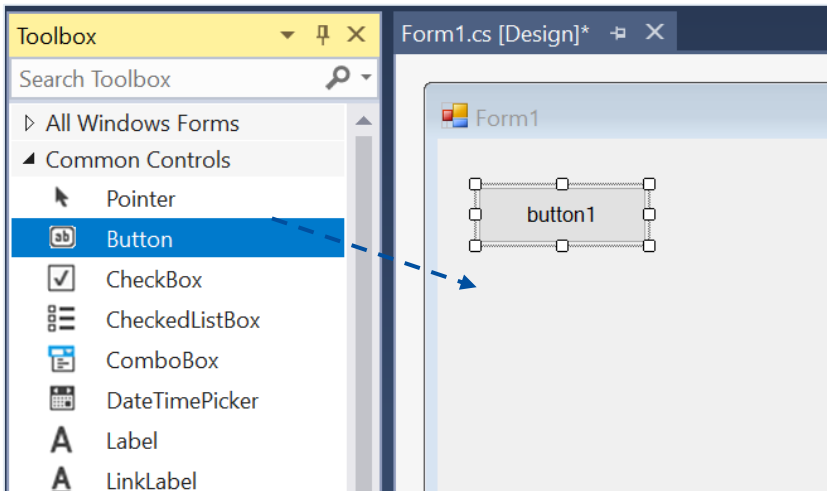 Toolbox
Search Toolbox
All Windows Forms
Common Controls
Pointer
ab
Button
CheckBox
CheckedListBox
ComboBox
DateTimePicker
A
Label
A
LinkLabel
Form1.cs [Design]*
Form1
button1